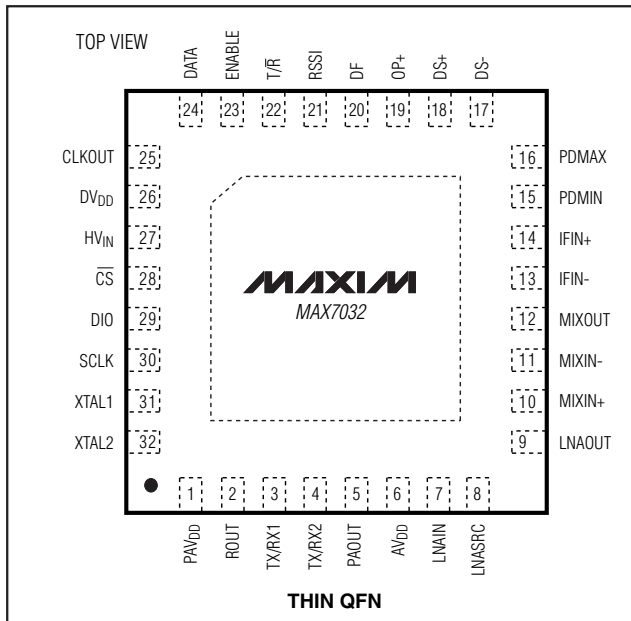 TOP VIEW
DATA ENABLE T/R̅ RSSI DF OP+ DS+ DS-
24 23 22 21 20 19 18 17
CLKOUT 25
DVDD 26
HVIN 27
C̅S̅ 28
DIO 29
SCLK 30
XTAL1 31
XTAL2 32
16 PDMAX
15 PDMIN
14 IFIN+
13 IFIN-
12 MIXOUT
11 MIXIN-
10 MIXIN+
9 LNAOUT
MAXIM
MAX7032
1 2 3 4 5 6 7 8
PAVDD ROUT TX/RX1 TX/RX2 PAOUT AVDD LNAIN LNASRC
THIN QFN